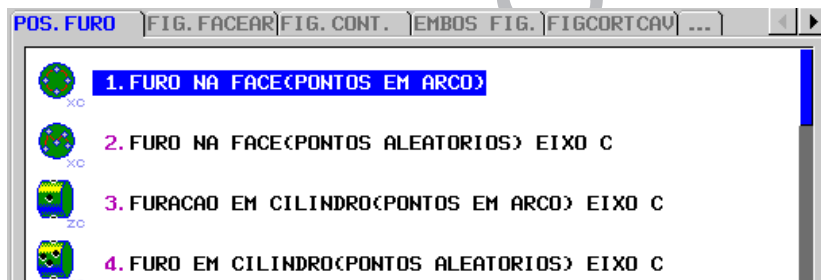 POS. FURO FIG. FACEAR FIG. CONT. EMBOS FIG. FIGCORTCAV ...
1. FURO NA FACE(PONTOS EM ARCO)
XC
2. FURO NA FACE(PONTOS ALEATORIOS) EIXO C
XC
3. FURACAO EM CILINDRO(PONTOS EM ARCO) EIXO C
ZC
4. FURO EM CILINDRO(PONTOS ALEATORIOS) EIXO C